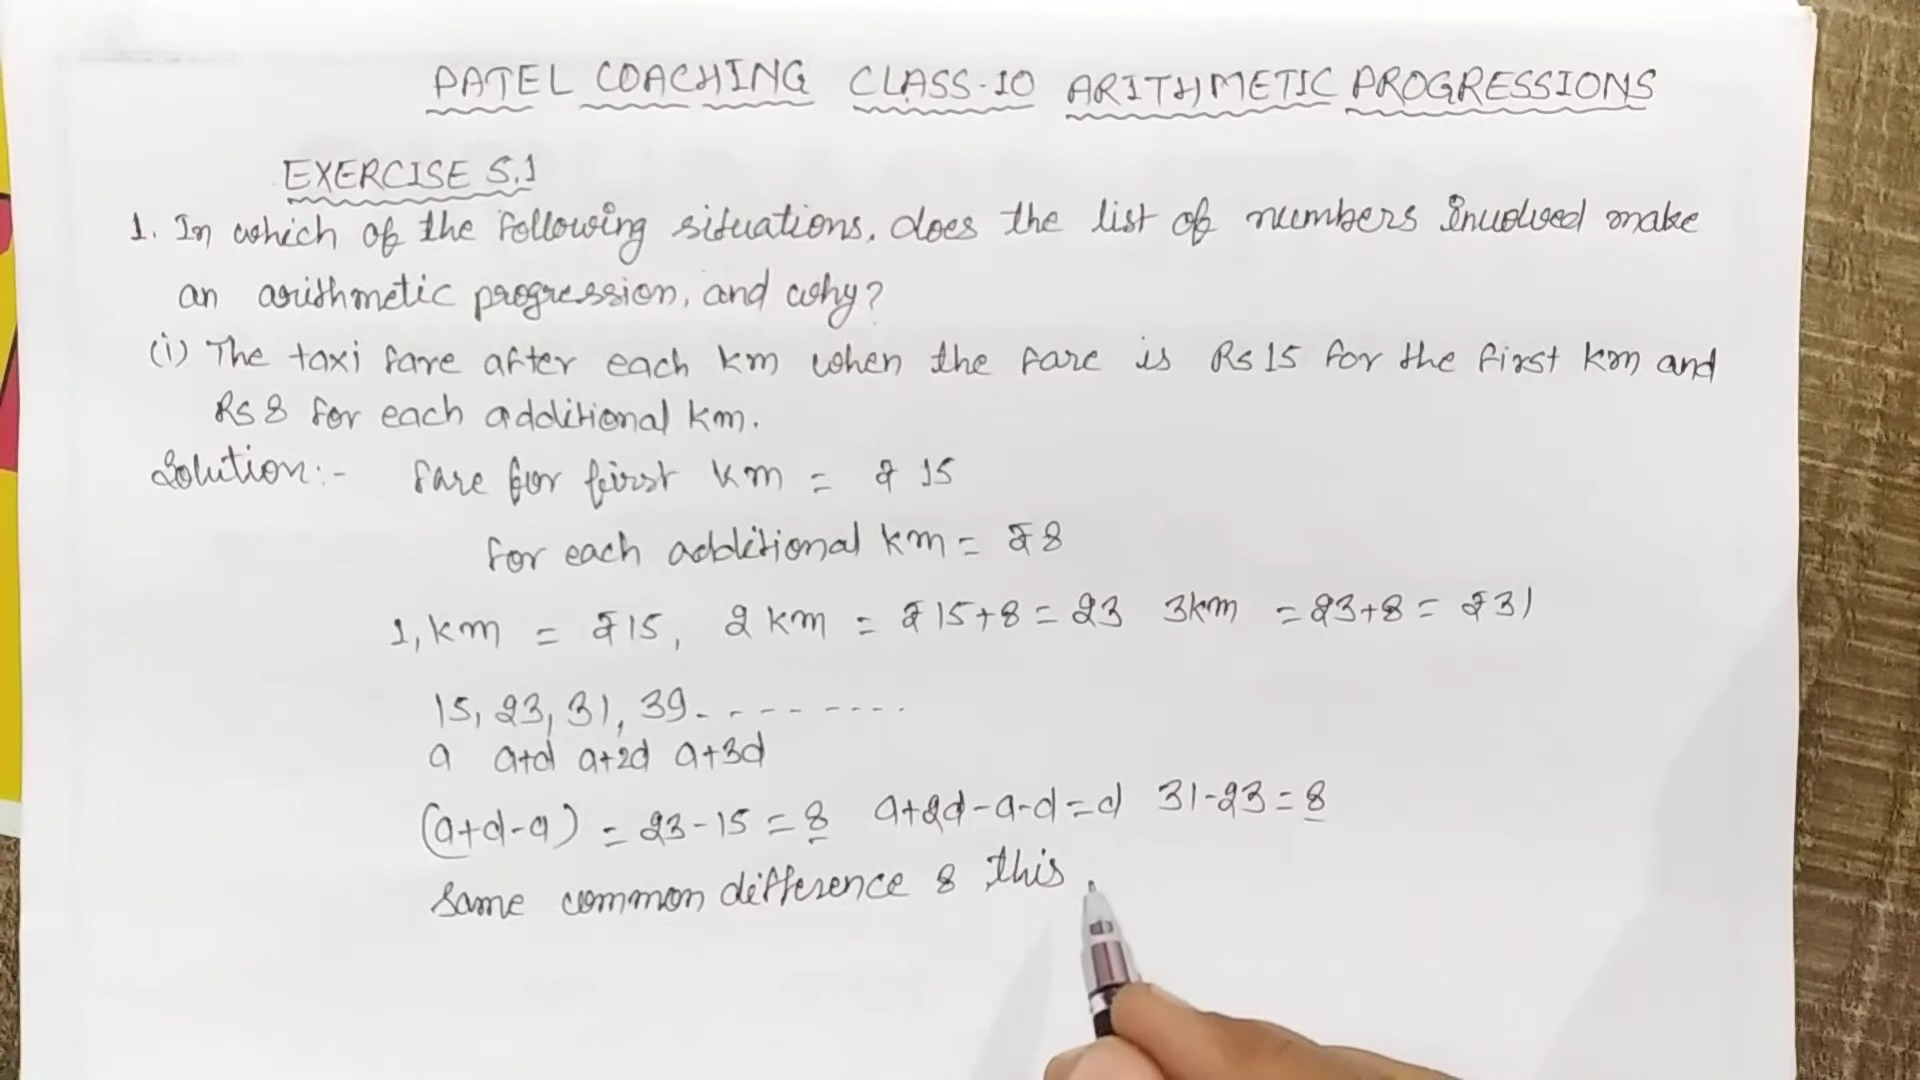 PATEL COACHING CLASS-10 ARITHMETIC PROGRESSIONS
EXERCISE 5.1
1. In which of the following situations, does the list of numbers involved make
an arithmetic progression, and why?
(i) The taxi fare after each km when the fare is Rs 15 for the first km and
Rs 8 for each additional km.
Solution:- fare for first km = ₹ 15
for each additional km = ₹ 8
1, km = ₹ 15, 2 km = ₹ 15+8 = 23 3km = 23+8 = ₹ 31
15, 23, 31, 39- - - - - ....
a a+d a+2d a+3d
(a+d-a) = 23-15 = 8 a+2d-a-d=d 31-23 = 8
Same common difference 8 this